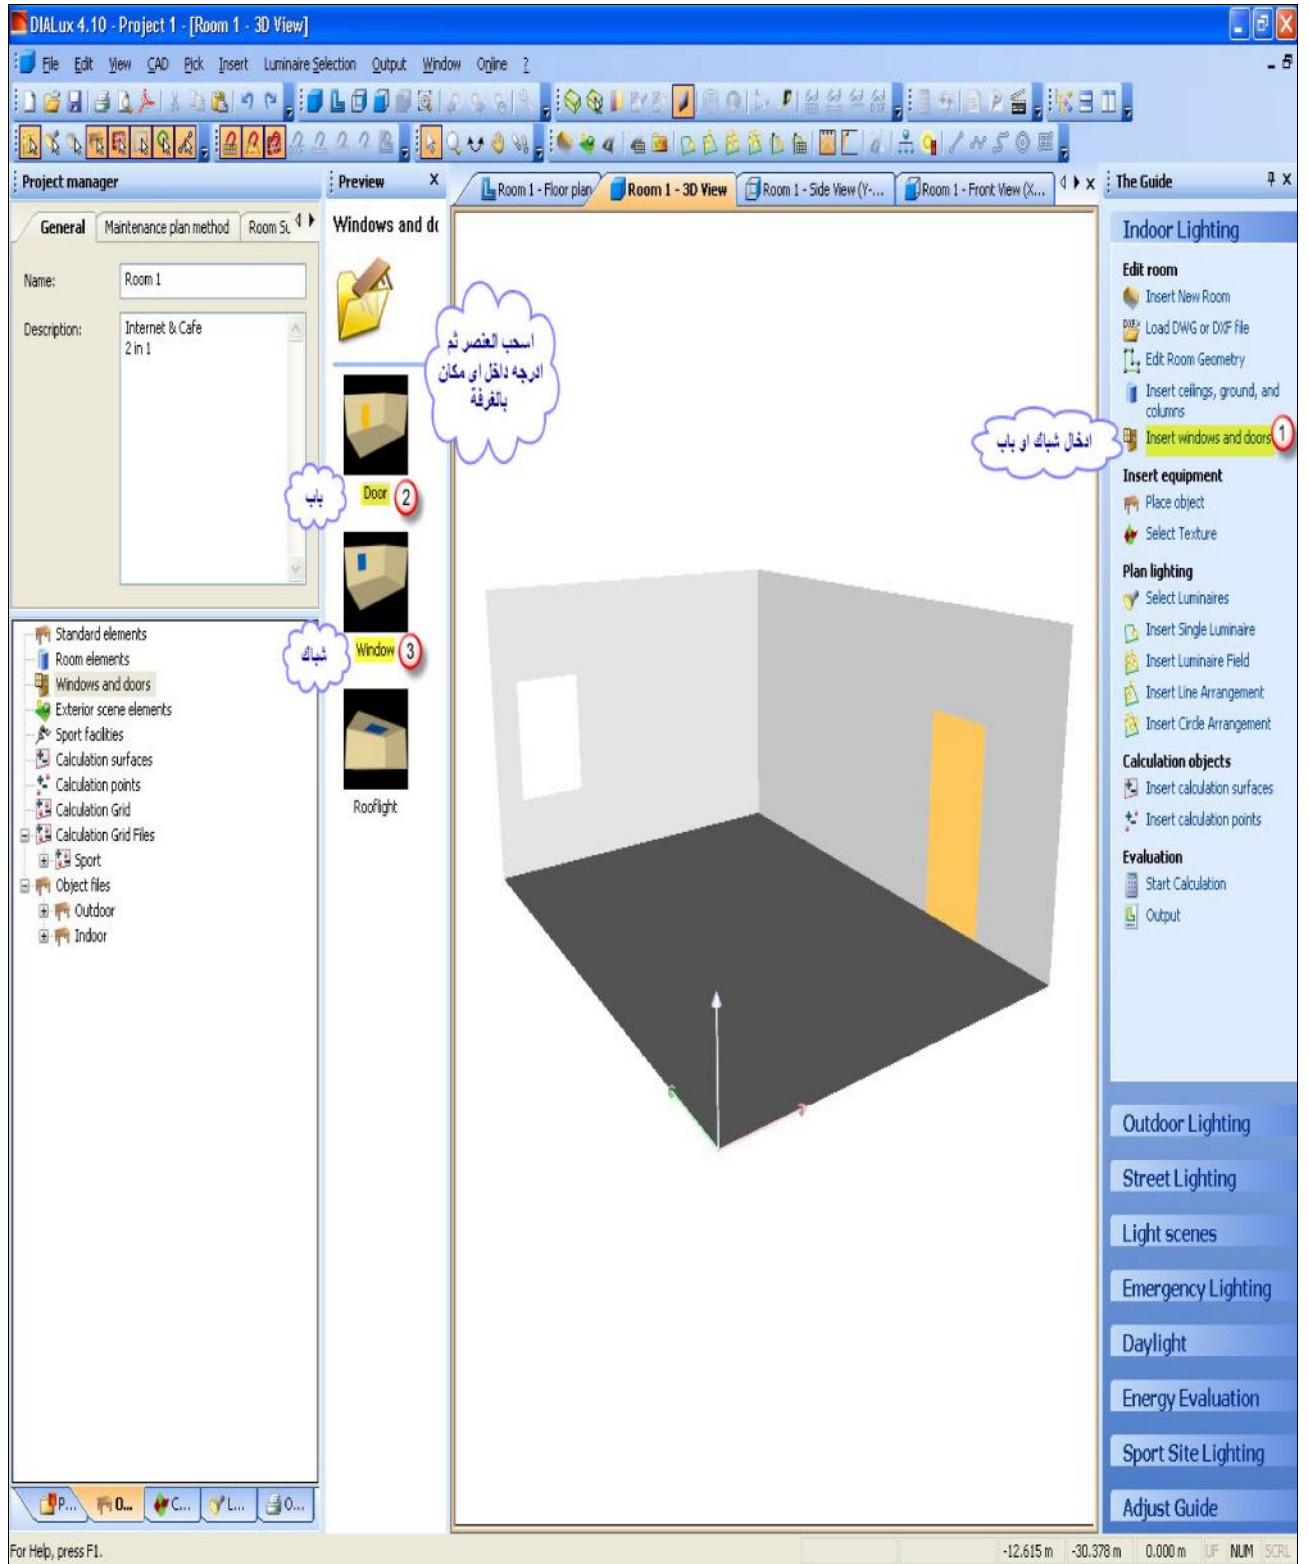 DIALux 4.10 - Project 1 - [Room 1 - 3D View]
File Edit View CAD Pick Insert Luminaire Selection Output Window Online ?
Project manager
General Maintenance plan method
Name: Room 1
Description: Internet & Cafe
2 in 1
Standard elements
Room elements
Windows and doors
Exterior scene elements
Sport facilities
Calculation surfaces
Calculation points
Calculation Grid
Calculation Grid Files
Sport
Object files
Outdoor
Indoor
P... O... C... L... O...
Preview X
Windows and
باب
Door 2
شباك
Window 3
Rooflight
Room 1 - Floor plan Room 1 - 3D View Room 1 - Side View (Y-... Room 1 - Front View (X...
اسحب العنصر ثم
ادرجه داخل اى مكان
بالغرفة
ادخال شباك او باب
The Guide
Indoor Lighting
Edit room
Insert New Room
Load DWG or DXF file
Edit Room Geometry
Insert ceilings, ground, and
columns
Insert windows and doors 1
Insert equipment
Place object
Select Texture
Plan lighting
Select Luminaires
Insert Single Luminaire
Insert Luminaire Field
Insert Line Arrangement
Insert Circle Arrangement
Calculation objects
Insert calculation surfaces
Insert calculation points
Evaluation
Start Calculation
Output
Outdoor Lighting
Street Lighting
Light scenes
Emergency Lighting
Daylight
Energy Evaluation
Sport Site Lighting
Adjust Guide
For Help, press F1. -12.615 m -30.378 m 0.000 m UF NUM SCRL